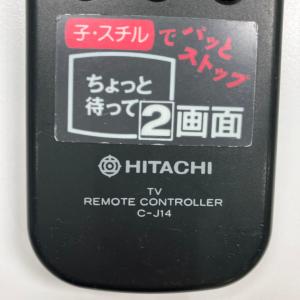 子・スチルでパッと
ストップ
ちょっと
待って2画面
HITACHI
TV
REMOTE CONTROLLER
C-J14